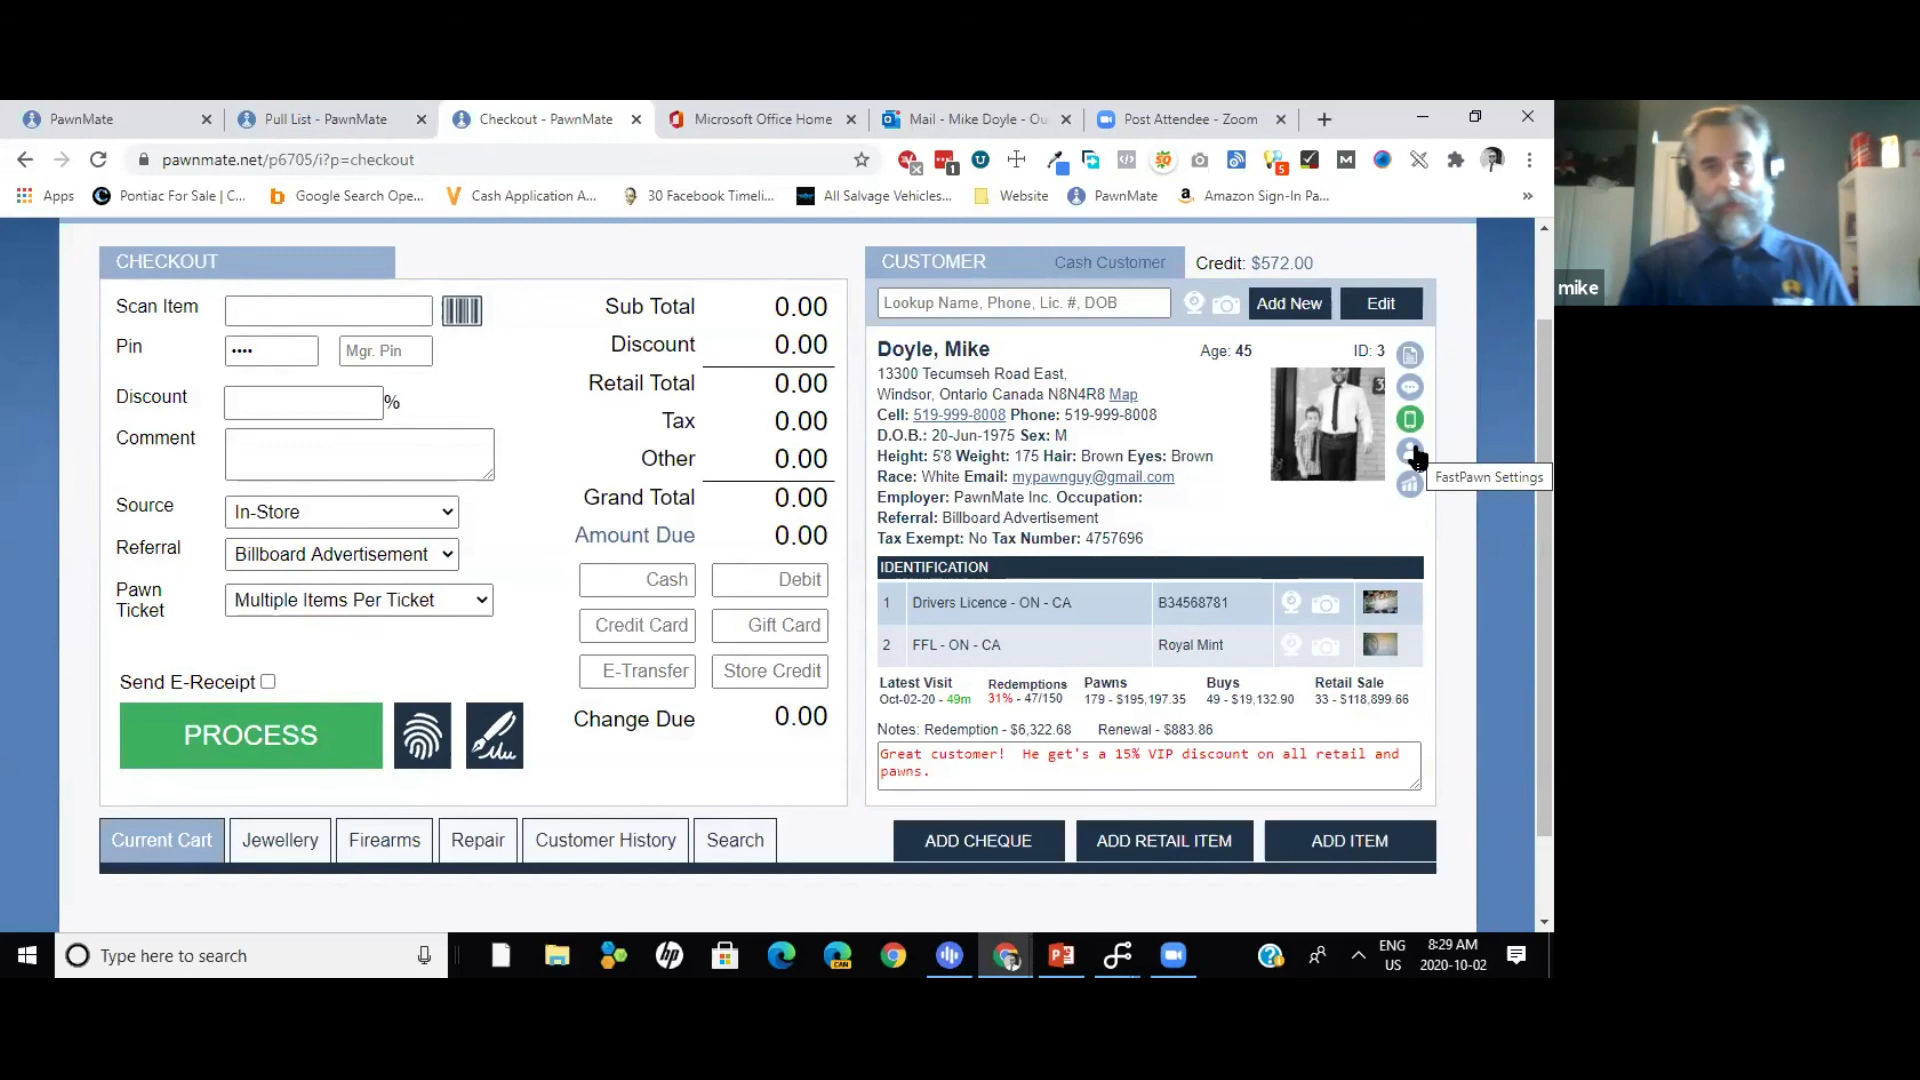 PawnMate
Pull List - PawnMate
Checkout - PawnMate
Microsoft Office Home
Mail - Mike Doyle - Ou
Post Attendee - Zoom
pawnmate.net/p6705/i?p=checkout
Apps
Pontiac For Sale | C...
Google Search Ope...
Cash Application A...
30 Facebook Timeli...
All Salvage Vehicles...
Website
PawnMate
Amazon Sign-In Pa...
mike
CHECKOUT
Scan Item
Pin
Mgr. Pin
Discount
%
Comment
Source
In-Store
Referral
Billboard Advertisement
Pawn
Ticket
Multiple Items Per Ticket
Send E-Receipt
PROCESS
Sub Total 0.00
Discount 0.00
Retail Total 0.00
Tax 0.00
Other 0.00
Grand Total 0.00
Amount Due 0.00
Cash Debit
Credit Card Gift Card
E-Transfer Store Credit
Change Due 0.00
CUSTOMER Cash Customer Credit: $572.00
Lookup Name, Phone, Lic. #, DOB
Add New Edit
Doyle, Mike Age: 45 ID: 3
13300 Tecumseh Road East,
Windsor, Ontario Canada N8N4R8 Map
Cell: 519-999-8008 Phone: 519-999-8008
D.O.B.: 20-Jun-1975 Sex: M
Height: 5'8 Weight: 175 Hair: Brown Eyes: Brown
Race: White Email: mypawnguy@gmail.com
Employer: PawnMate Inc. Occupation:
Referral: Billboard Advertisement
Tax Exempt: No Tax Number: 4757696
FastPawn Settings
IDENTIFICATION
1 Drivers Licence - ON - CA B34568781
2 FFL - ON - CA Royal Mint
Latest Visit Redemptions Pawns Buys Retail Sale
Oct-02-20 - 49m 31% - 47/150 179 - $195,197.35 49 - $19,132.90 33 - $118,899.66
Notes: Redemption - $6,322.68 Renewal - $883.86
Great customer! He get's a 15% VIP discount on all retail and
pawns.
Current Cart Jewellery Firearms Repair Customer History Search
ADD CHEQUE ADD RETAIL ITEM ADD ITEM
Type here to search
ENG
US
8:29 AM
2020-10-02